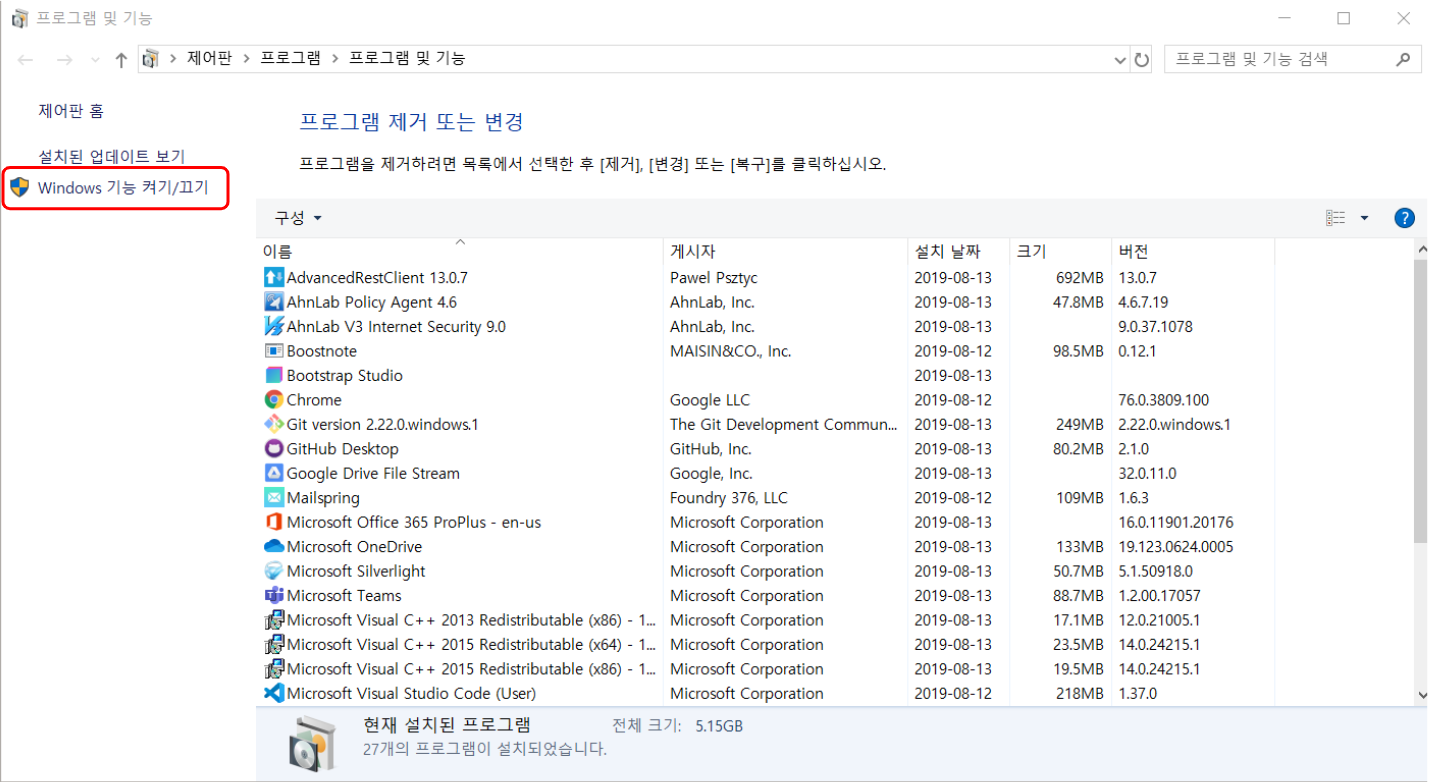 프로그램 및 기능
제어판 > 프로그램 > 프로그램 및 기능
프로그램 및 기능 검색
제어판 홈
설치된 업데이트 보기
Windows 기능 켜기/끄기
프로그램 제거 또는 변경
프로그램을 제거하려면 목록에서 선택한 후 [제거], [변경] 또는 [복구]를 클릭하십시오.
구성
이름 게시자 설치 날짜 크기 버전
AdvancedRestClient 13.0.7 Pawel Psztyc 2019-08-13 692MB 13.0.7
AhnLab Policy Agent 4.6 AhnLab, Inc. 2019-08-13 47.8MB 4.6.7.19
AhnLab V3 Internet Security 9.0 AhnLab, Inc. 2019-08-13 9.0.37.1078
Boostnote MAISIN&CO., Inc. 2019-08-12 98.5MB 0.12.1
Bootstrap Studio 2019-08-13
Chrome Google LLC 2019-08-12 76.0.3809.100
Git version 2.22.0.windows.1 The Git Development Commun... 2019-08-13 249MB 2.22.0.windows.1
GitHub Desktop GitHub, Inc. 2019-08-13 80.2MB 2.1.0
Google Drive File Stream Google, Inc. 2019-08-13 32.0.11.0
Mailspring Foundry 376, LLC 2019-08-12 109MB 1.6.3
Microsoft Office 365 ProPlus - en-us Microsoft Corporation 2019-08-13 16.0.11901.20176
Microsoft OneDrive Microsoft Corporation 2019-08-13 133MB 19.123.0624.0005
Microsoft Silverlight Microsoft Corporation 2019-08-13 50.7MB 5.1.50918.0
Microsoft Teams Microsoft Corporation 2019-08-13 88.7MB 1.2.00.17057
Microsoft Visual C++ 2013 Redistributable (x86) - 1... Microsoft Corporation 2019-08-13 17.1MB 12.0.21005.1
Microsoft Visual C++ 2015 Redistributable (x64) - 1... Microsoft Corporation 2019-08-13 23.5MB 14.0.24215.1
Microsoft Visual C++ 2015 Redistributable (x86) - 1... Microsoft Corporation 2019-08-13 19.5MB 14.0.24215.1
Microsoft Visual Studio Code (User) Microsoft Corporation 2019-08-12 218MB 1.37.0
현재 설치된 프로그램 전체 크기: 5.15GB
27개의 프로그램이 설치되었습니다.